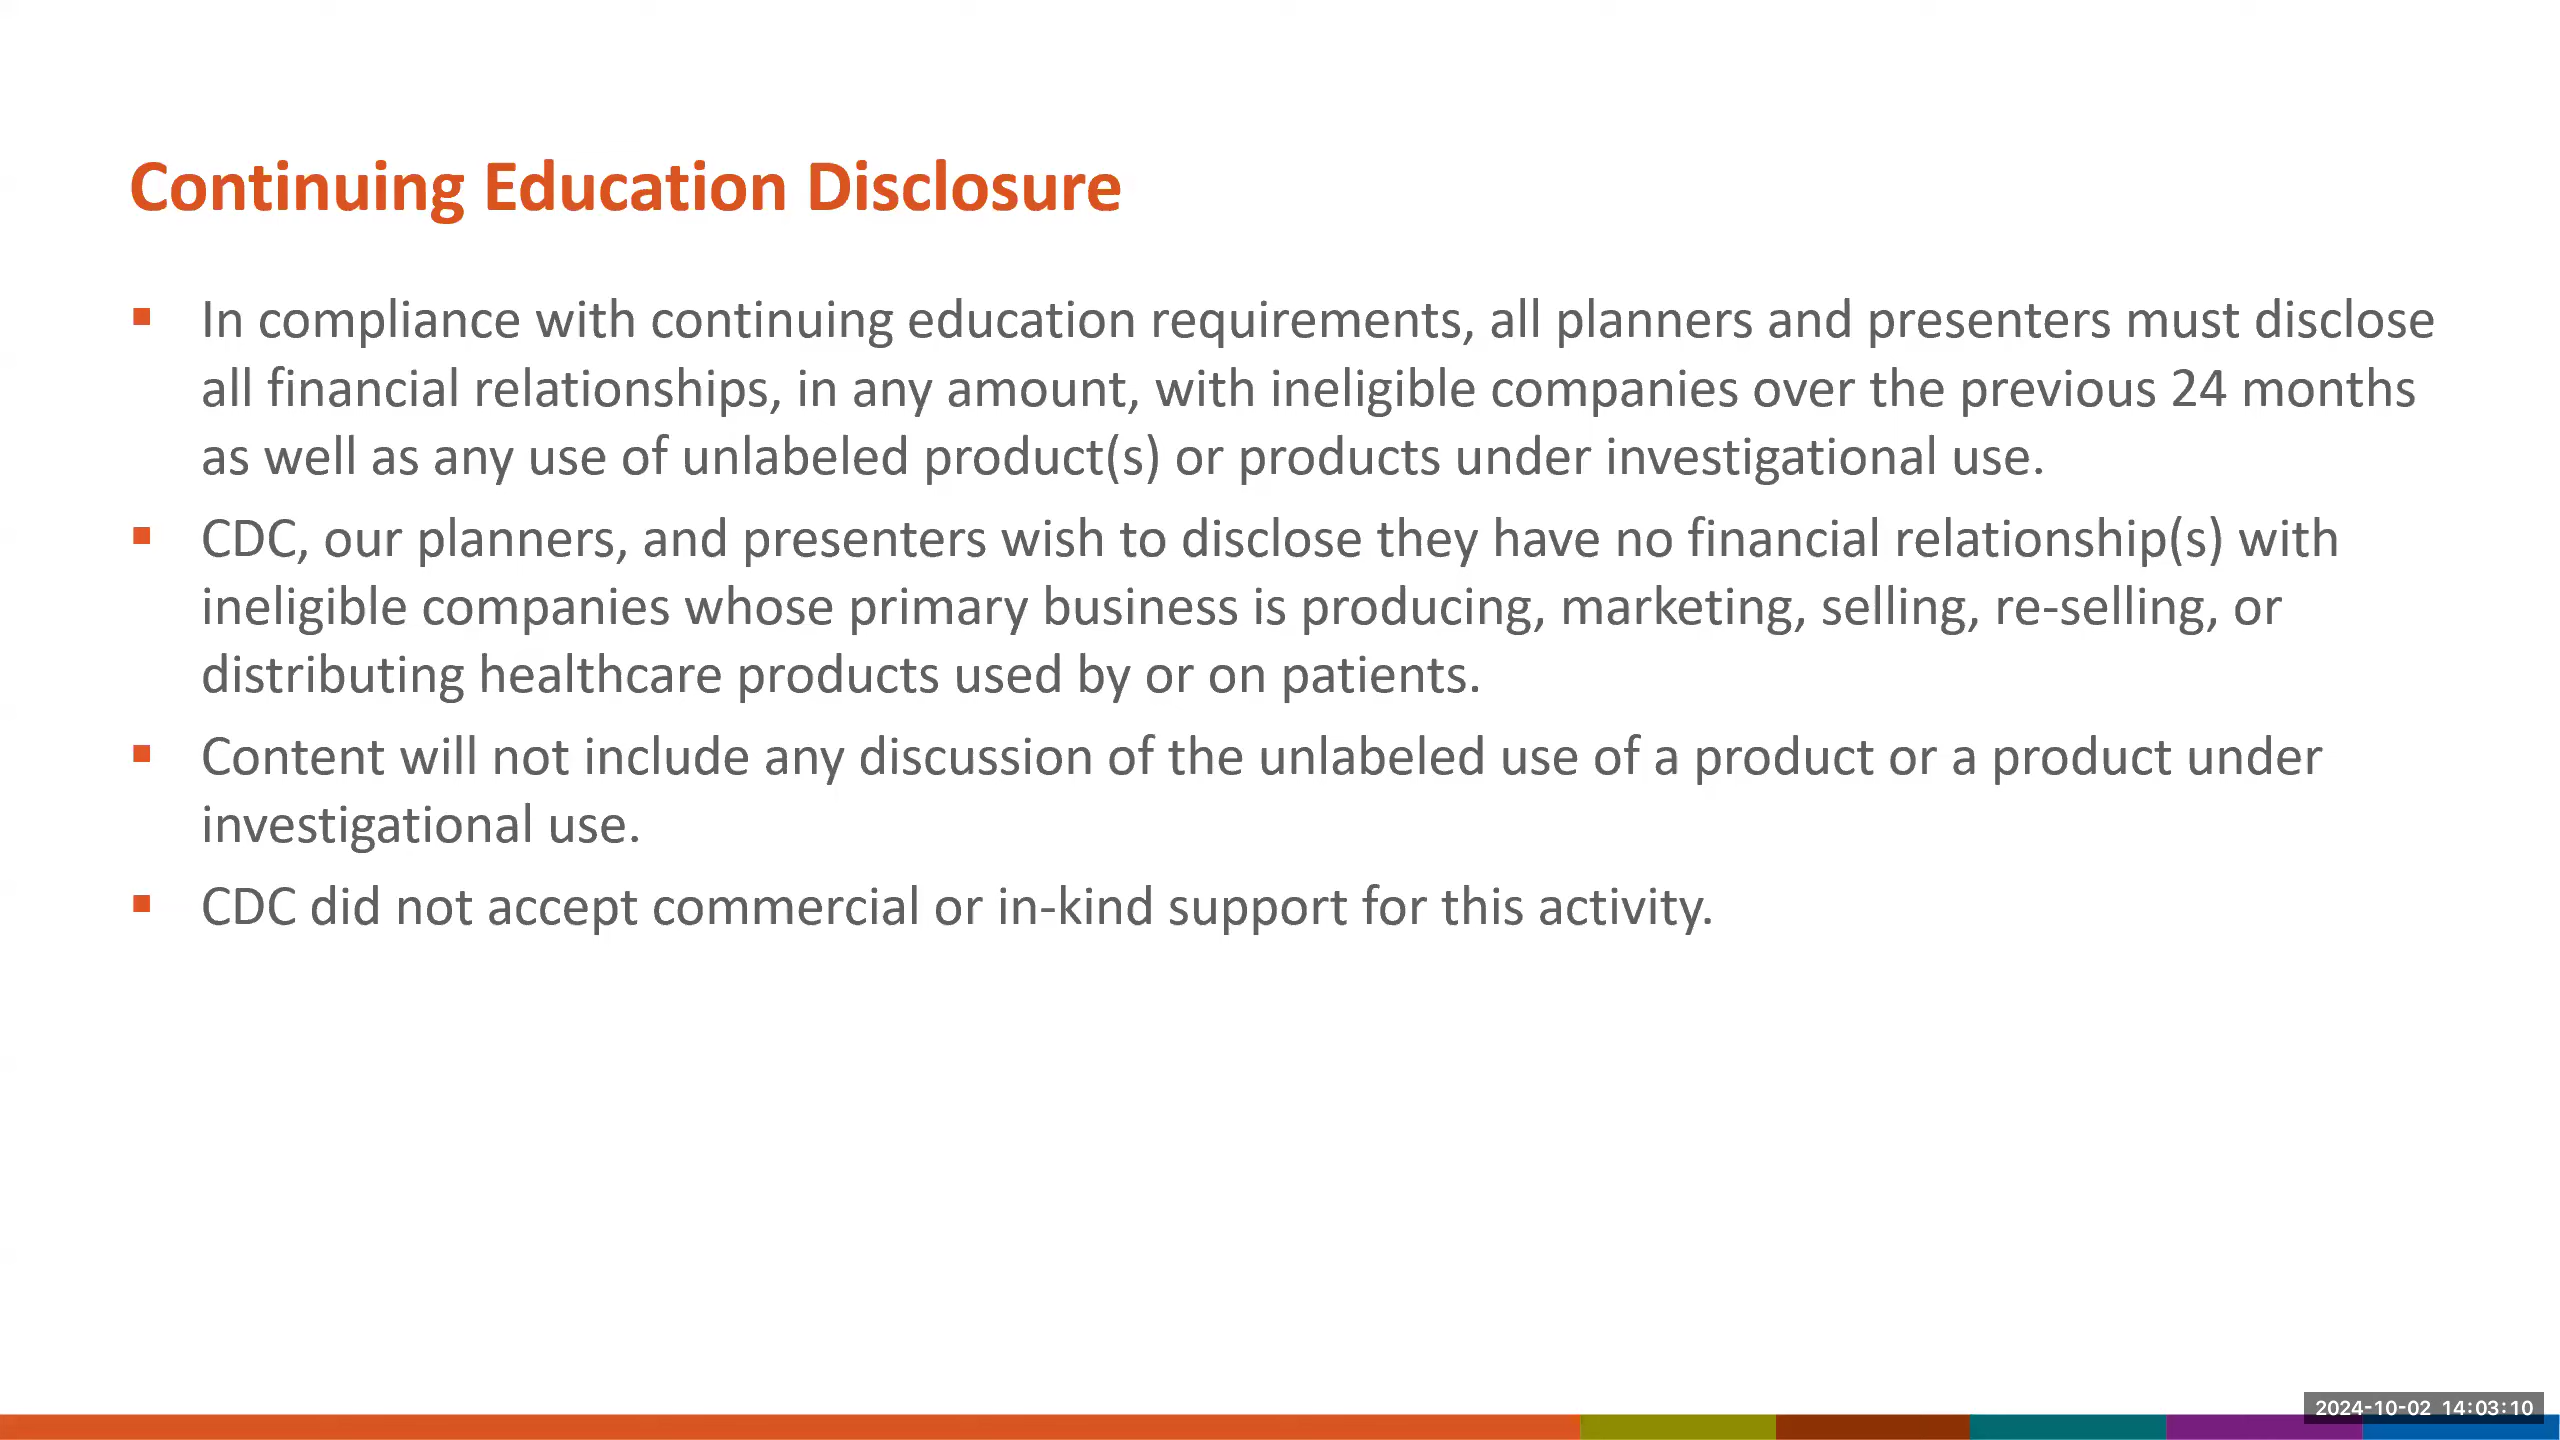 Continuing Education Disclosure
▪ In compliance with continuing education requirements, all planners and presenters must disclose
all financial relationships, in any amount, with ineligible companies over the previous 24 months
as well as any use of unlabeled product(s) or products under investigational use.
▪ CDC, our planners, and presenters wish to disclose they have no financial relationship(s) with
ineligible companies whose primary business is producing, marketing, selling, re-selling, or
distributing healthcare products used by or on patients.
▪ Content will not include any discussion of the unlabeled use of a product or a product under
investigational use.
▪ CDC did not accept commercial or in-kind support for this activity.
2024-10-02 14:03:10